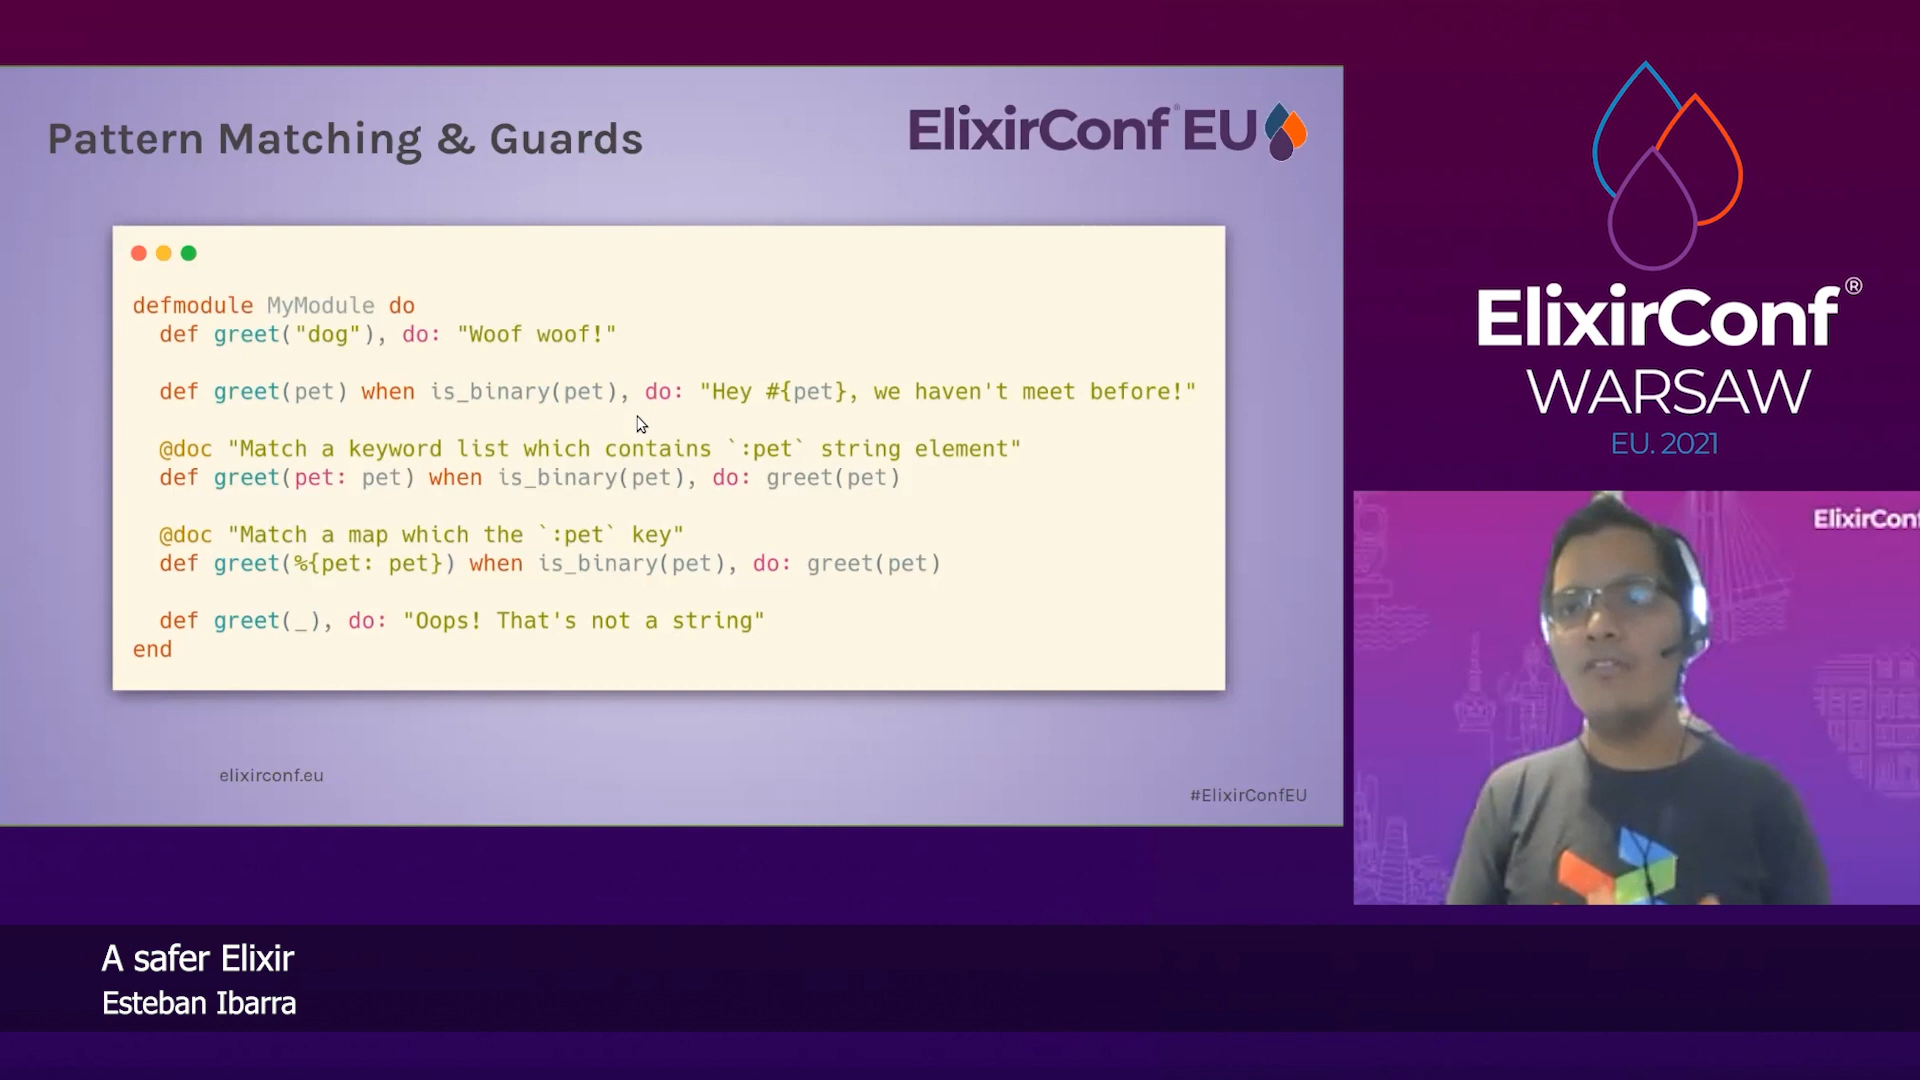 Pattern Matching & Guards
ElixirConf® EU
defmodule MyModule do
def greet("dog"), do: "Woof woof!"
def greet(pet) when is_binary(pet), do: "Hey #{pet}, we haven't meet before!"
@doc "Match a keyword list which contains `:pet` string element"
def greet(pet: pet) when is_binary(pet), do: greet(pet)
@doc "Match a map which the `:pet` key"
def greet(%{pet: pet}) when is_binary(pet), do: greet(pet)
def greet(_), do: "Oops! That's not a string"
end
elixirconf.eu
#ElixirConfEU
ElixirConf®
WARSAW
EU. 2021
ElixirConf
A safer Elixir
Esteban Ibarra